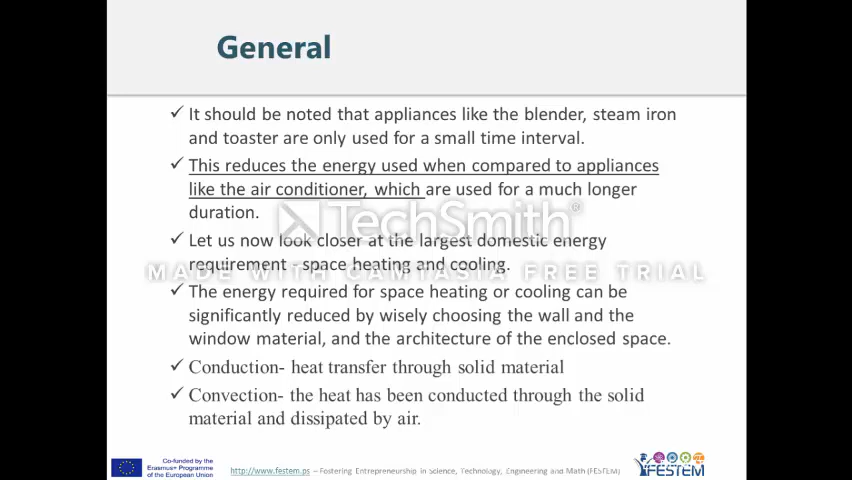 General
✓ It should be noted that appliances like the blender, steam iron
and toaster are only used for a small time interval.
✓ This reduces the energy used when compared to appliances
like the air conditioner, which are used for a much longer
duration.
TechSmith®
✓ Let us now look closer at the largest domestic energy
requirement - space heating and cooling.
MADE WITH CAMTASIA FREE TRIAL
✓ The energy required for space heating or cooling can be
significantly reduced by wisely choosing the wall and the
window material, and the architecture of the enclosed space.
✓ Conduction- heat transfer through solid material
✓ Convection- the heat has been conducted through the solid
material and dissipated by air.
Co-funded by the
Erasmus+ Programme
of the European Union
http://www.festem.ps – Fostering Entrepreneurship in Science, Technology, Engineering and Math (FESTEM)
FESTEM